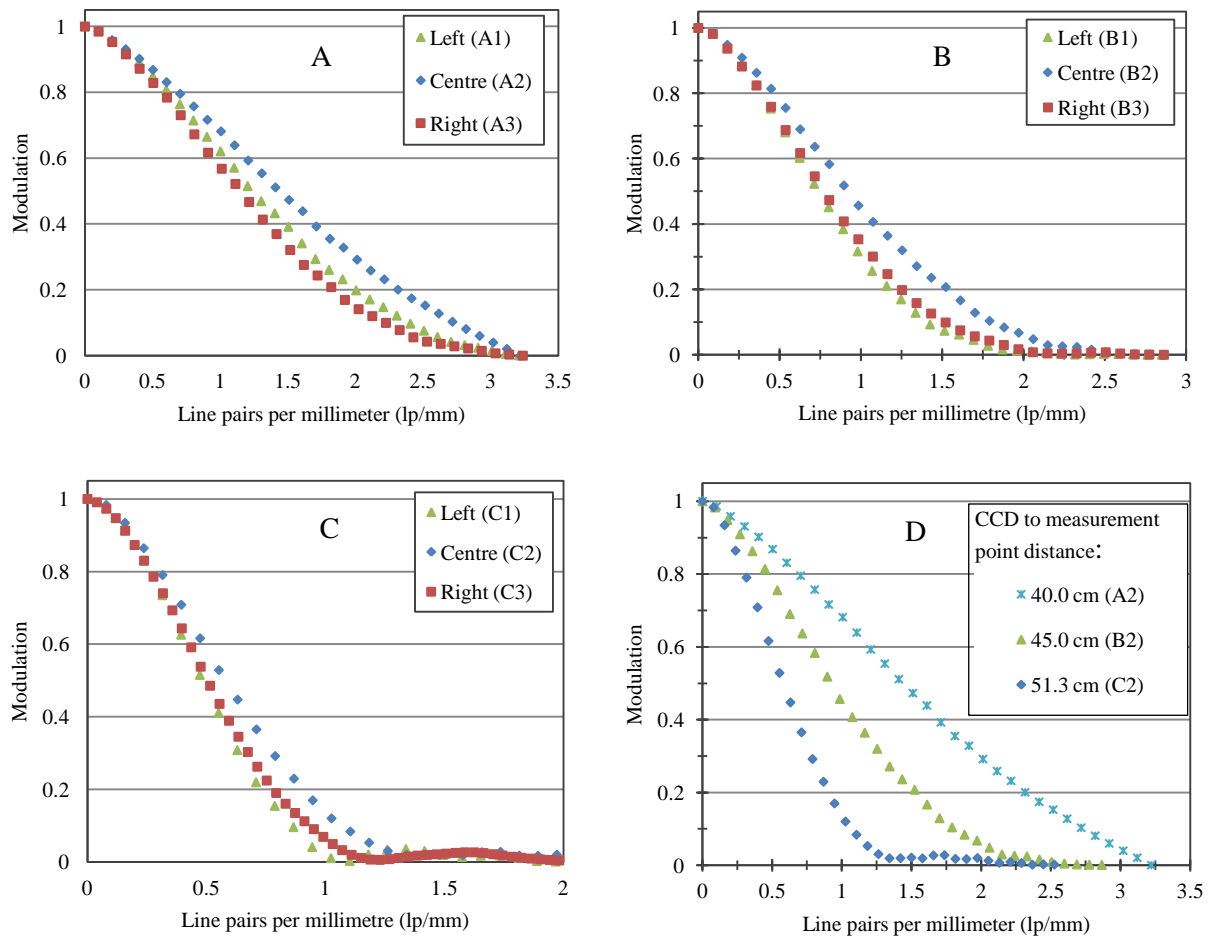 A
Left (A1)
Centre (A2)
Right (A3)
Modulation
1
0.8
0.6
0.4
0.2
0
0 0.5 1 1.5 2 2.5 3 3.5
Line pairs per millimeter (lp/mm)
B
Left (B1)
Centre (B2)
Right (B3)
Modulation
1
0.8
0.6
0.4
0.2
0
0 0.5 1 1.5 2 2.5 3
Line pairs per millimetre (lp/mm)
C
Left (C1)
Centre (C2)
Right (C3)
Modulation
1
0.8
0.6
0.4
0.2
0
0 0.5 1 1.5 2
Line pairs per millimetre (lp/mm)
D
CCD to measurement
point distance:
40.0 cm (A2)
45.0 cm (B2)
51.3 cm (C2)
Modulation
1
0.8
0.6
0.4
0.2
0
0 0.5 1 1.5 2 2.5 3 3.5
Line pairs per millimeter (lp/mm)